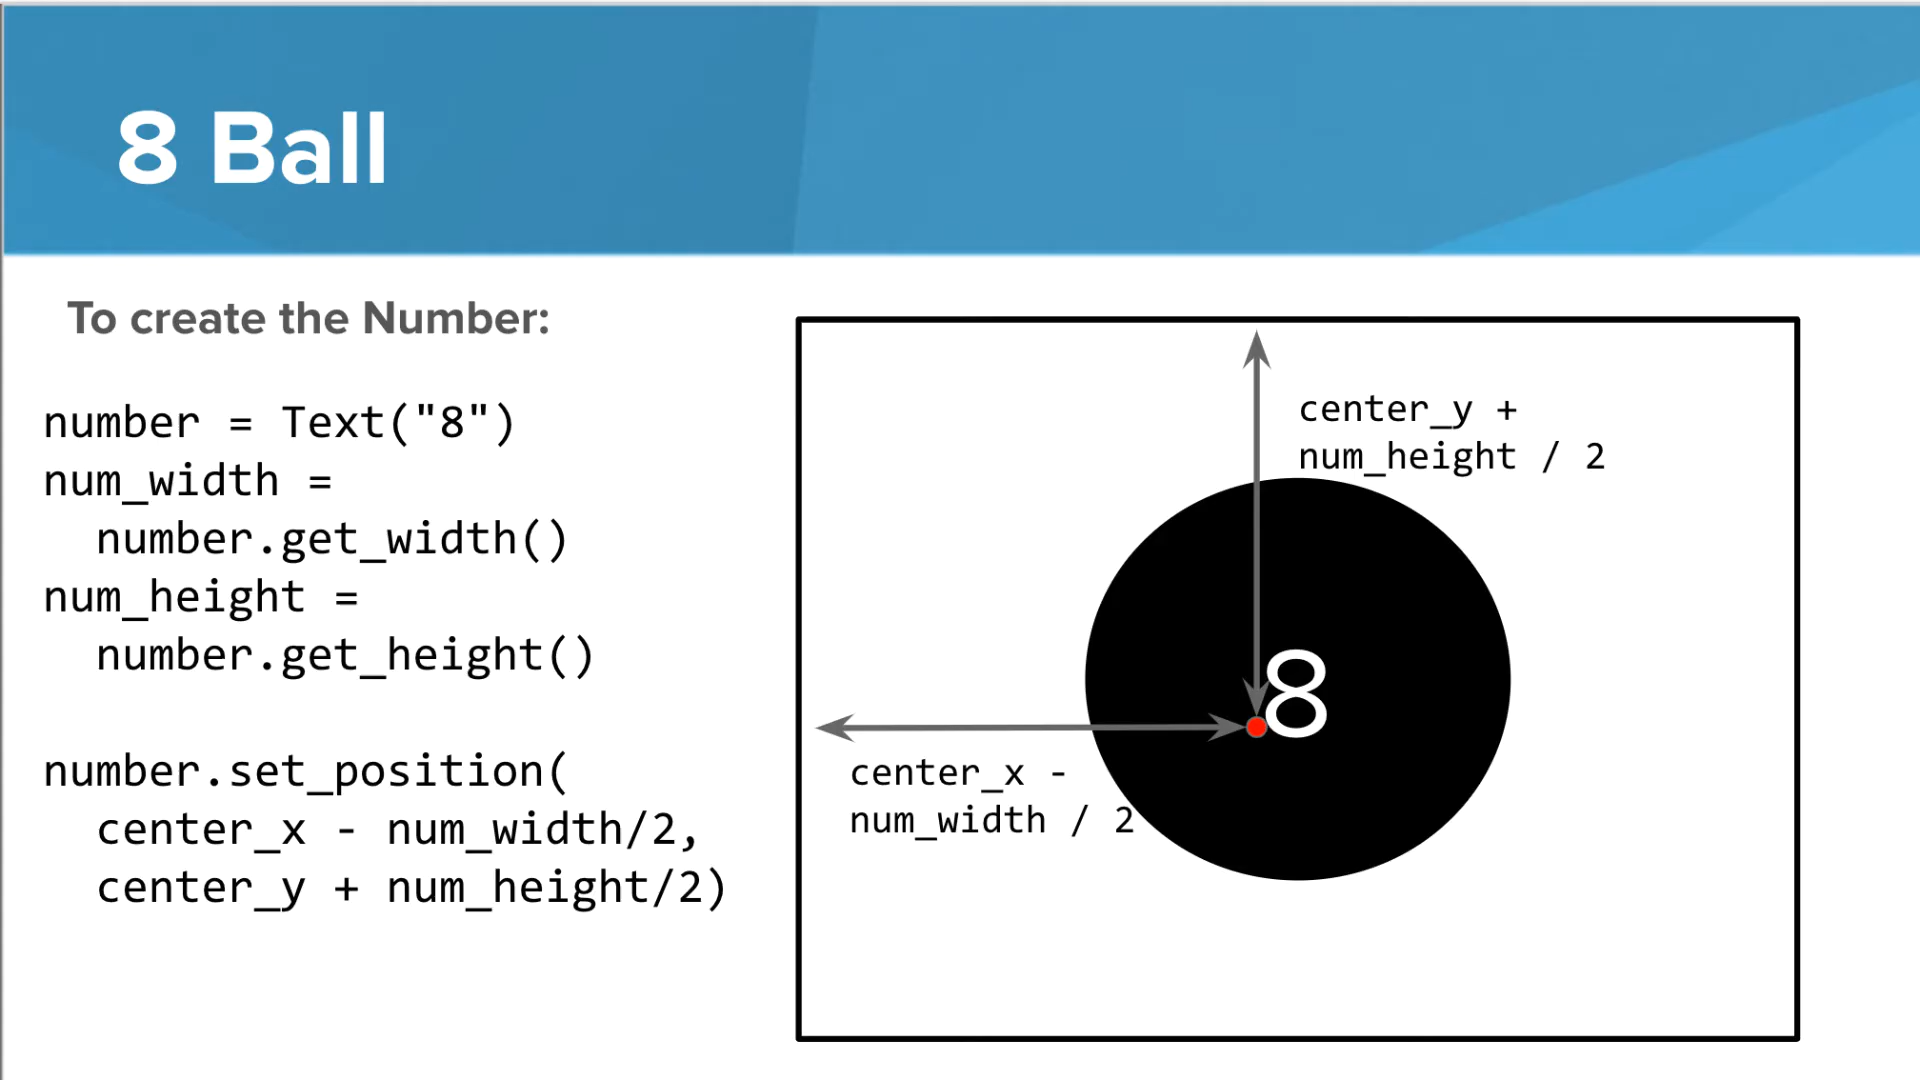 8 Ball
To create the Number:
number = Text("8")
num_width =
number.get_width()
num_height =
number.get_height()
number.set_position(
center_x - num_width/2,
center_y + num_height/2)
center_y +
num_height / 2
8
center_x -
num_width / 2